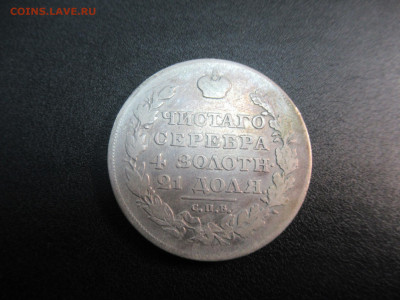 COINS.LAVE.RU
ЧИСТАГО
СЕРЕБРА
4 ЗОЛОТН.
21 ДОЛЯ.
С.П.Б.